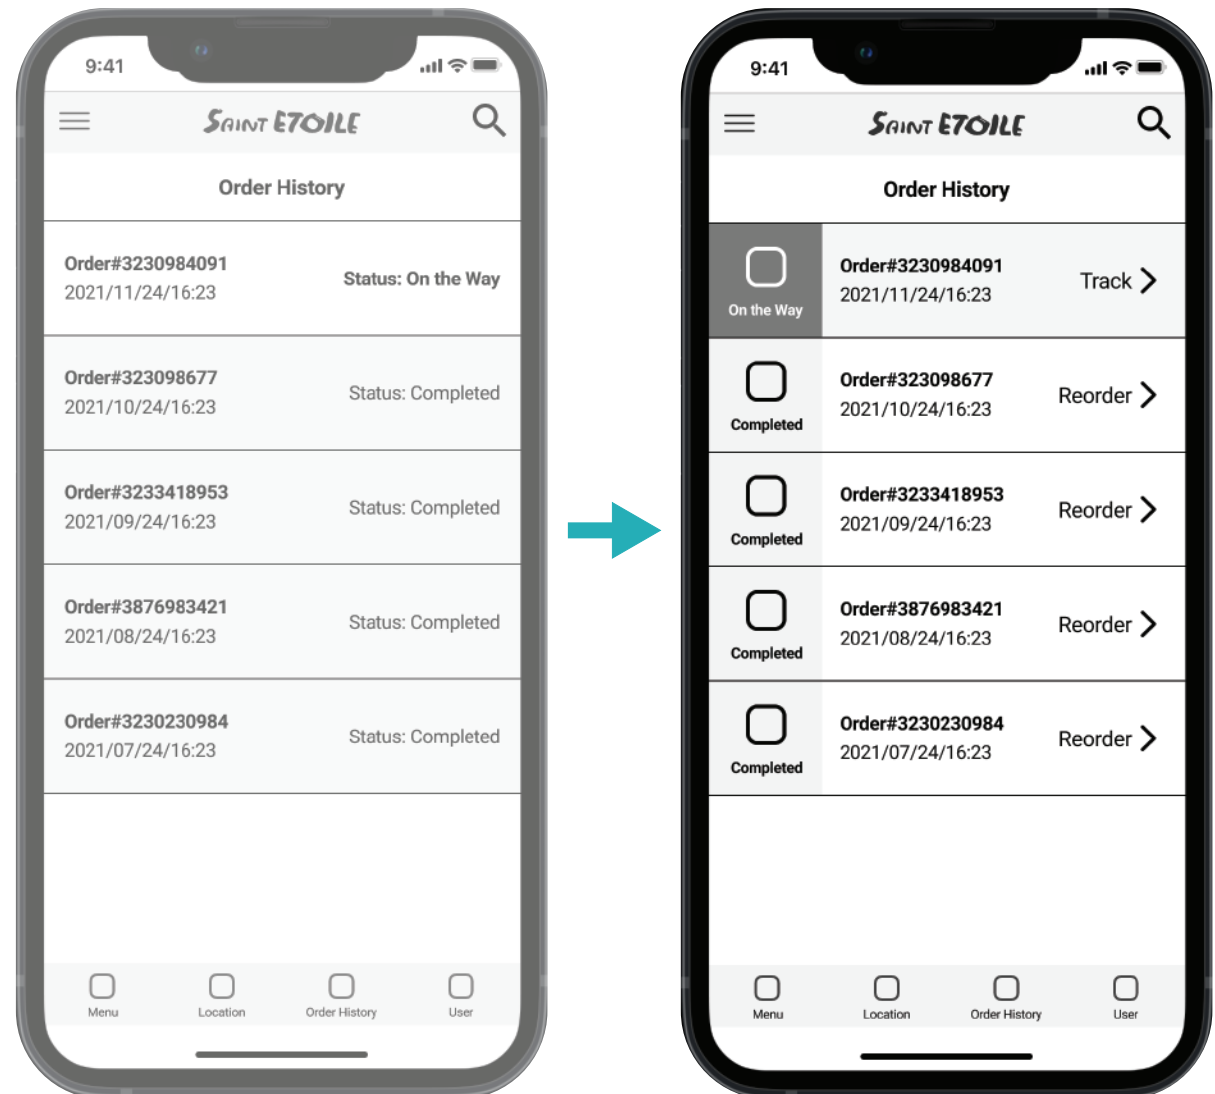 9:41
SAINT ETOILE
Order History
Order#3230984091
2021/11/24/16:23
Status: On the Way
Order#323098677
2021/10/24/16:23
Status: Completed
Order#3233418953
2021/09/24/16:23
Status: Completed
Order#3876983421
2021/08/24/16:23
Status: Completed
Order#3230230984
2021/07/24/16:23
Status: Completed
Menu
Location
Order History
User
9:41
SAINT ETOILE
Order History
On the Way
Order#3230984091
2021/11/24/16:23
Track
Completed
Order#323098677
2021/10/24/16:23
Reorder
Completed
Order#3233418953
2021/09/24/16:23
Reorder
Completed
Order#3876983421
2021/08/24/16:23
Reorder
Completed
Order#3230230984
2021/07/24/16:23
Reorder
Menu
Location
Order History
User